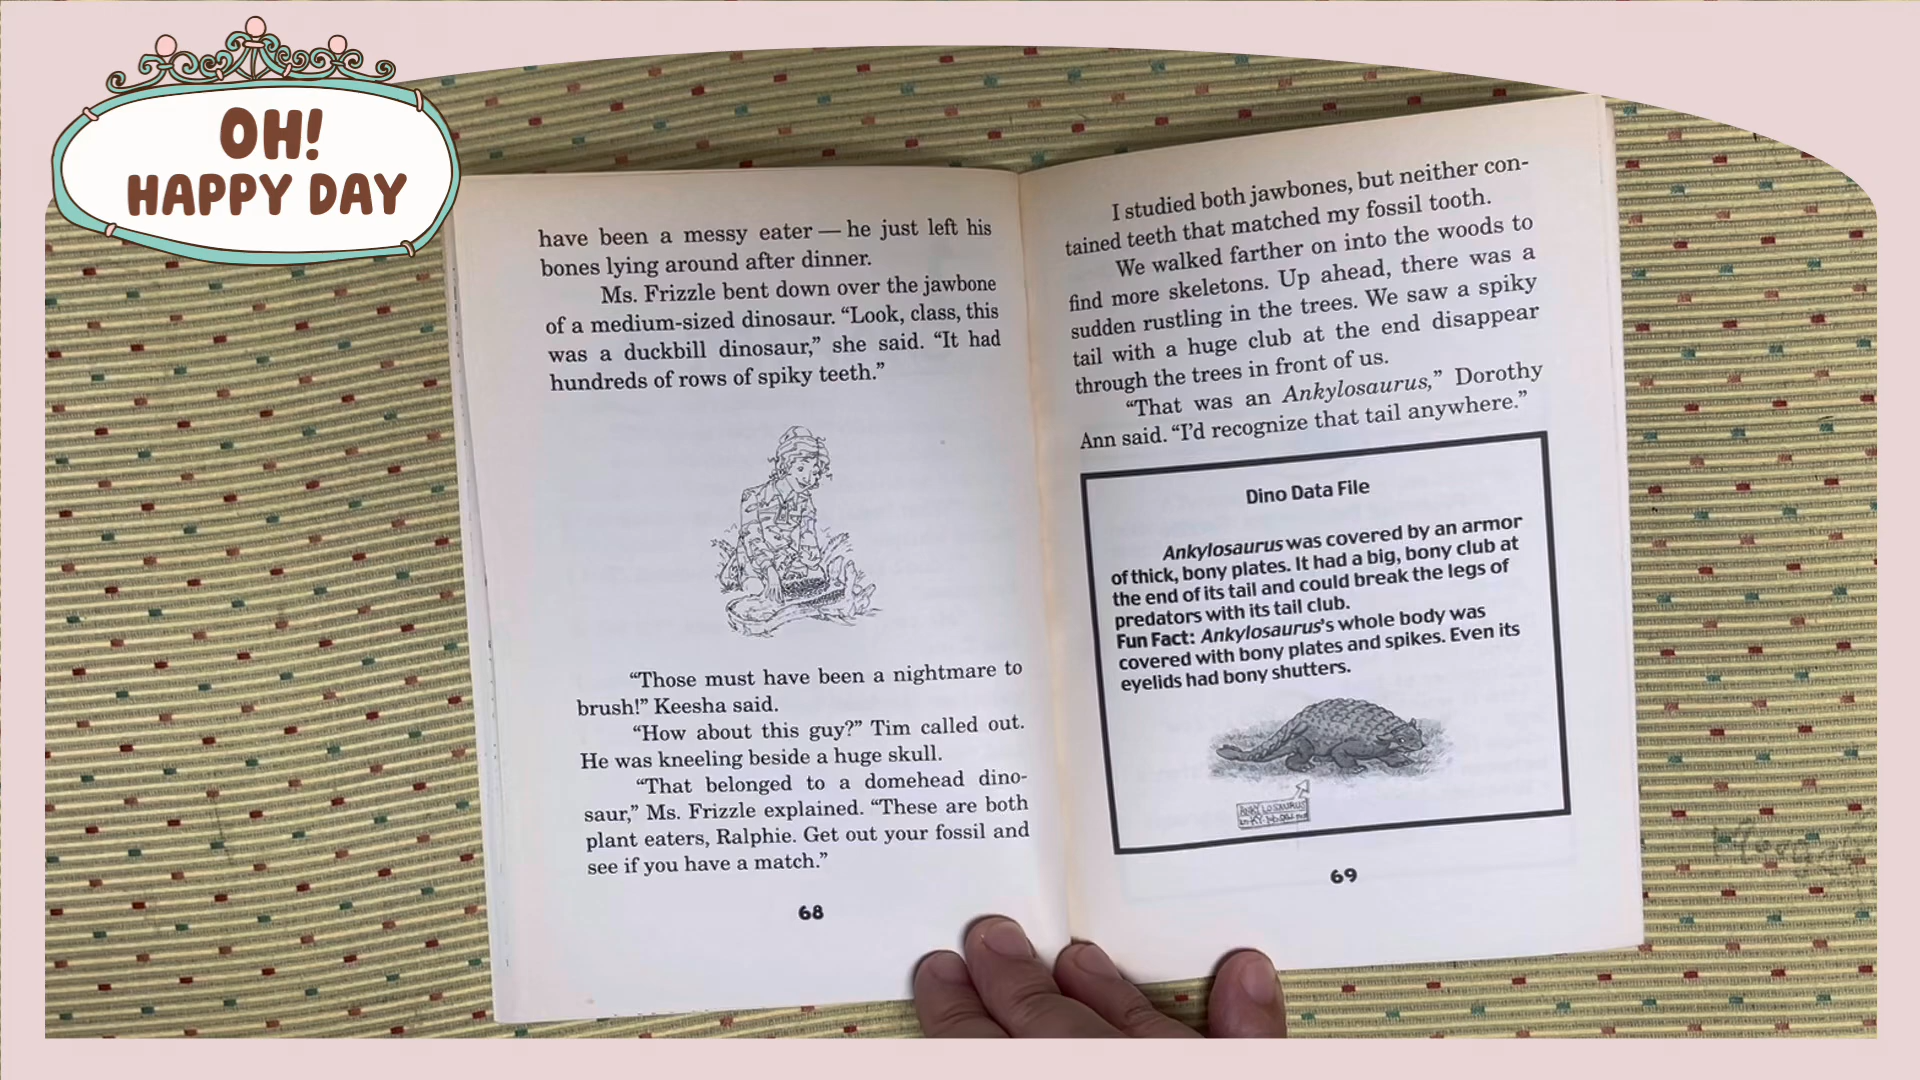 OH!
HAPPY DAY
have been a messy eater — he just left his
bones lying around after dinner.
Ms. Frizzle bent down over the jawbone
of a medium-sized dinosaur. “Look, class, this
was a duckbill dinosaur,” she said. “It had
hundreds of rows of spiky teeth.”
“Those must have been a nightmare to
brush!” Keesha said.
“How about this guy?” Tim called out.
He was kneeling beside a huge skull.
“That belonged to a domehead dino-
saur,” Ms. Frizzle explained. “These are both
plant eaters, Ralphie. Get out your fossil and
see if you have a match.”
68
I studied both jawbones, but neither con-
tained teeth that matched my fossil tooth.
We walked farther on into the woods to
find more skeletons. Up ahead, there was a
sudden rustling in the trees. We saw a spiky
tail with a huge club at the end disappear
through the trees in front of us.
“That was an Ankylosaurus,” Dorothy
Ann said. “I’d recognize that tail anywhere.”
Dino Data File
Ankylosaurus was covered by an armor
of thick, bony plates. It had a big, bony club at
the end of its tail and could break the legs of
predators with its tail club.
Fun Fact: Ankylosaurus’s whole body was
covered with bony plates and spikes. Even its
eyelids had bony shutters.
ANKYLOSAURUS
69